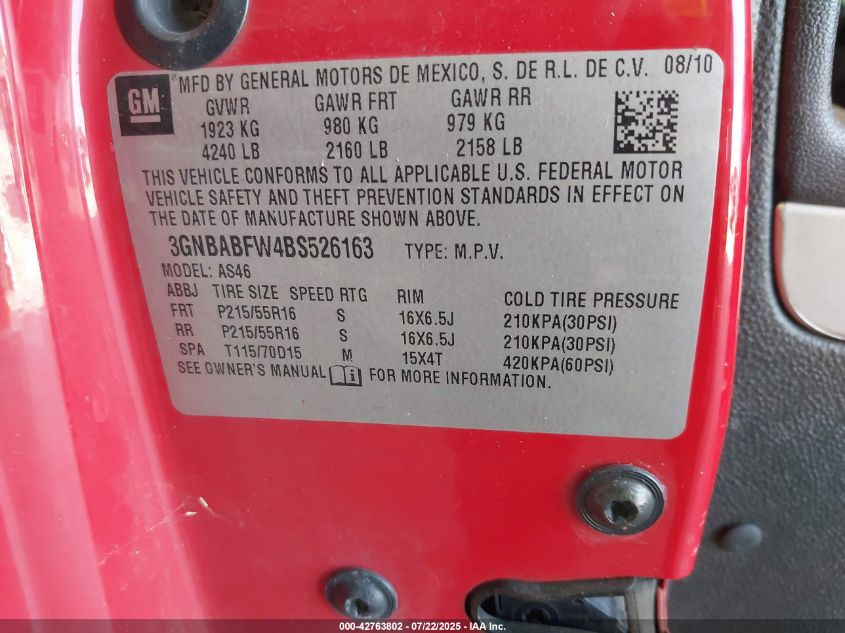 GM
MFD BY GENERAL MOTORS DE MEXICO, S. DE R.L. DE C.V. 08/10
GVWR GAWR FRT GAWR RR
1923 KG 980 KG 979 KG
4240 LB 2160 LB 2158 LB
THIS VEHICLE CONFORMS TO ALL APPLICABLE U.S. FEDERAL MOTOR
VEHICLE SAFETY AND THEFT PREVENTION STANDARDS IN EFFECT ON
THE DATE OF MANUFACTURE SHOWN ABOVE.
3GNBABFW4BS526163 TYPE: M.P.V.
MODEL: AS46
ABBJ TIRE SIZE SPEED RTG RIM COLD TIRE PRESSURE
FRT P215/55R16 S 16X6.5J 210KPA(30PSI)
RR P215/55R16 S 16X6.5J 210KPA(30PSI)
SPA T115/70D15 M 15X4T 420KPA(60PSI)
SEE OWNER'S MANUAL FOR MORE INFORMATION.
000-42763802 - 07/22/2025 - Copyright IAA, Inc.